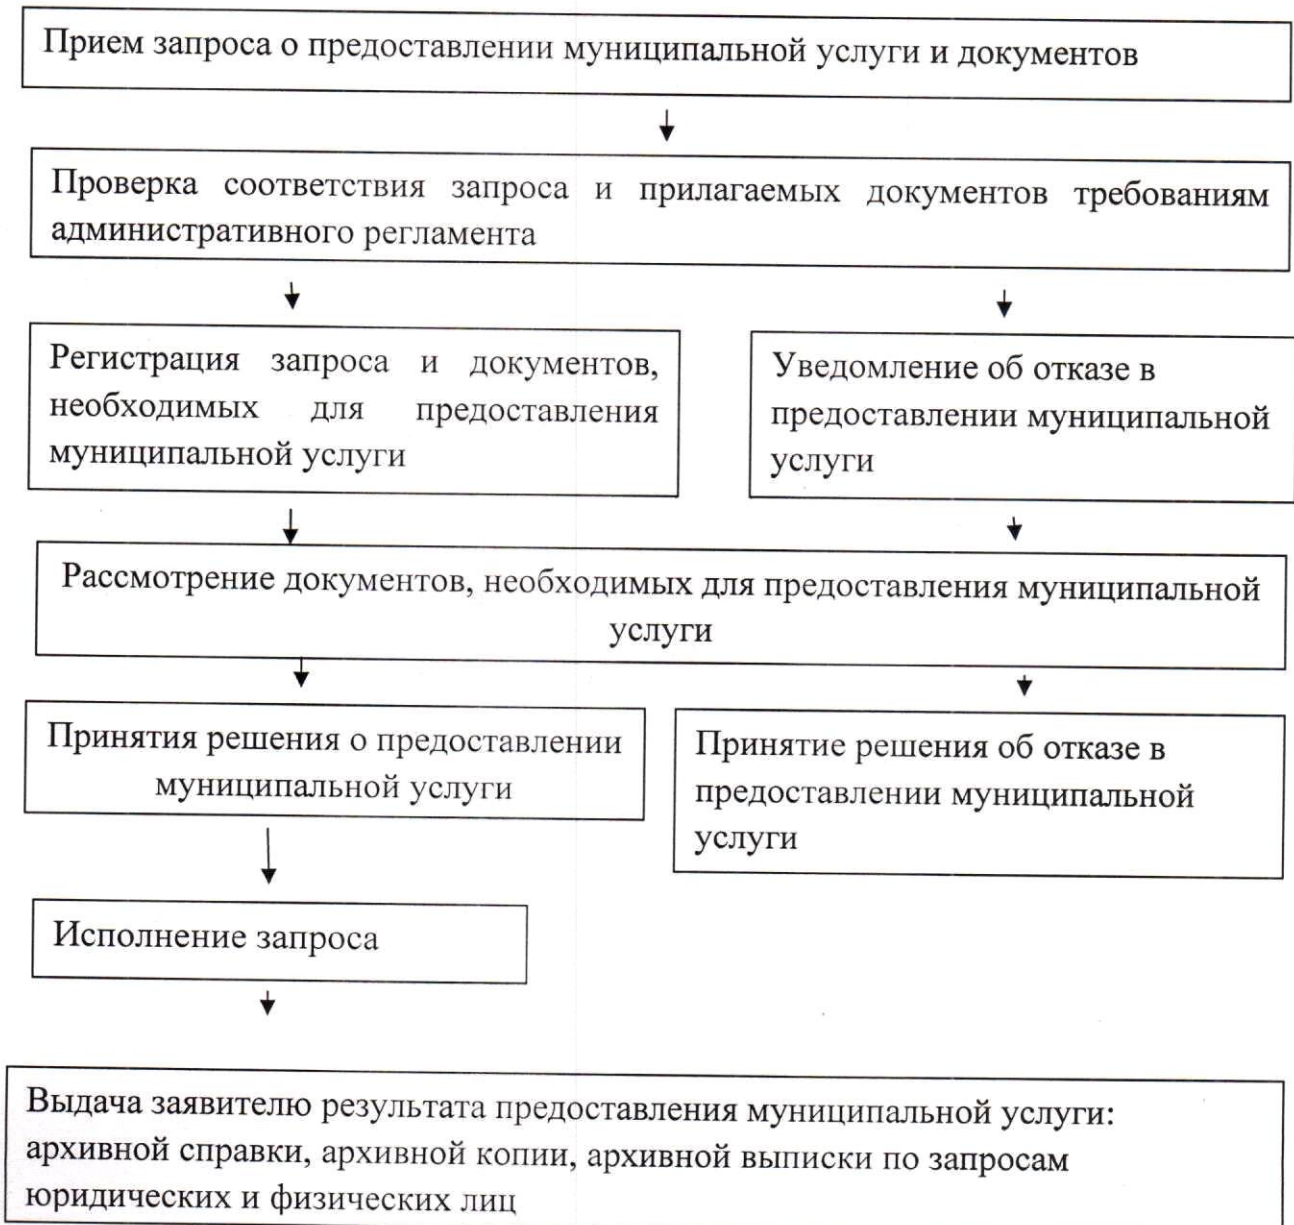 Прием запроса о предоставлении муниципальной услуги и документов
Проверка соответствия запроса и прилагаемых документов требованиям
административного регламента
Регистрация запроса и документов,
необходимых для предоставления
муниципальной услуги
Уведомление об отказе в
предоставлении муниципальной
услуги
Рассмотрение документов, необходимых для предоставления муниципальной
услуги
Принятия решения о предоставлении
муниципальной услуги
Принятие решения об отказе в
предоставлении муниципальной
услуги
Исполнение запроса
Выдача заявителю результата предоставления муниципальной услуги:
архивной справки, архивной копии, архивной выписки по запросам
юридических и физических лиц